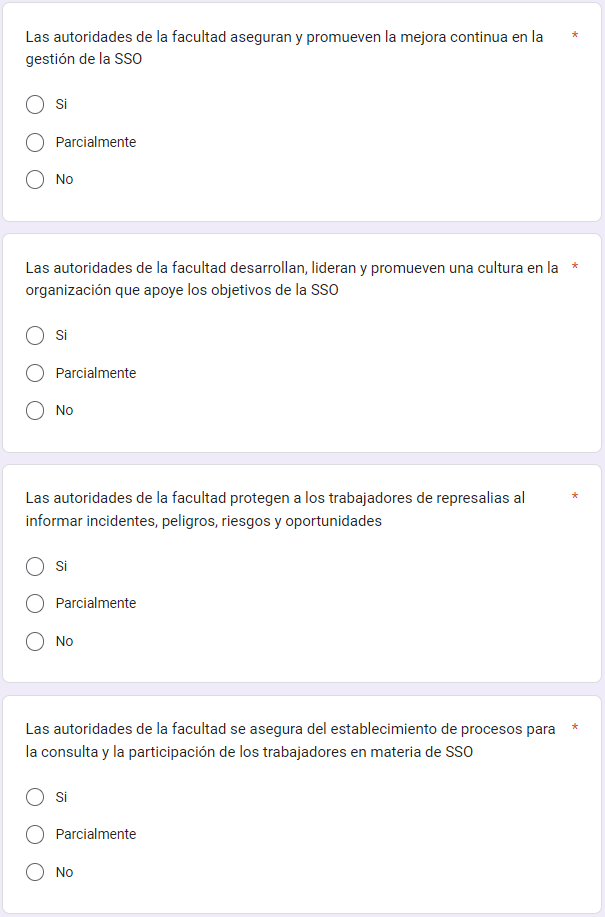 Las autoridades de la facultad aseguran y promueven la mejora continua en la *
gestión de la SSO
Si
Parcialmente
No
Las autoridades de la facultad desarrollan, lideran y promueven una cultura en la *
organización que apoye los objetivos de la SSO
Si
Parcialmente
No
Las autoridades de la facultad protegen a los trabajadores de represalias al *
informar incidentes, peligros, riesgos y oportunidades
Si
Parcialmente
No
Las autoridades de la facultad se asegura del establecimiento de procesos para *
la consulta y la participación de los trabajadores en materia de SSO
Si
Parcialmente
No